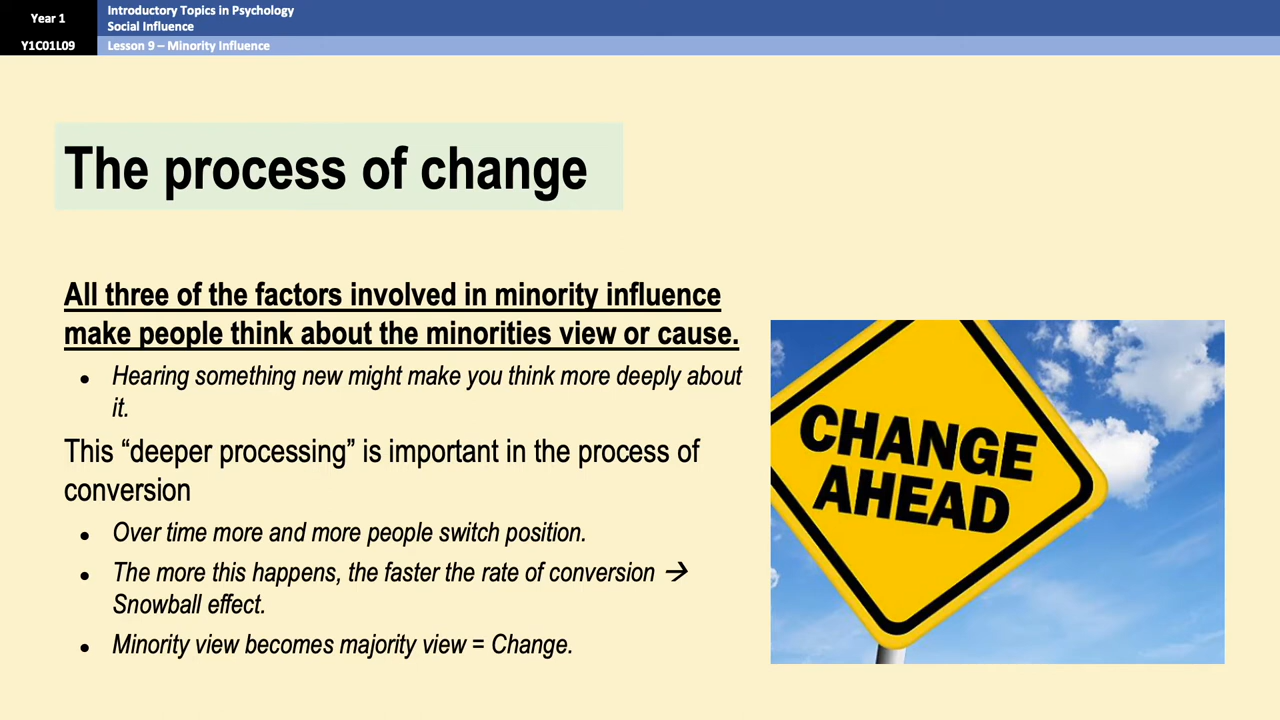 Year 1
Y1C01L09
Introductory Topics in Psychology
Social Influence
Lesson 9 – Minority Influence
The process of change
All three of the factors involved in minority influence
make people think about the minorities view or cause.
• Hearing something new might make you think more deeply about
it.
This “deeper processing” is important in the process of
conversion
• Over time more and more people switch position.
• The more this happens, the faster the rate of conversion →
Snowball effect.
• Minority view becomes majority view = Change.
CHANGE
AHEAD